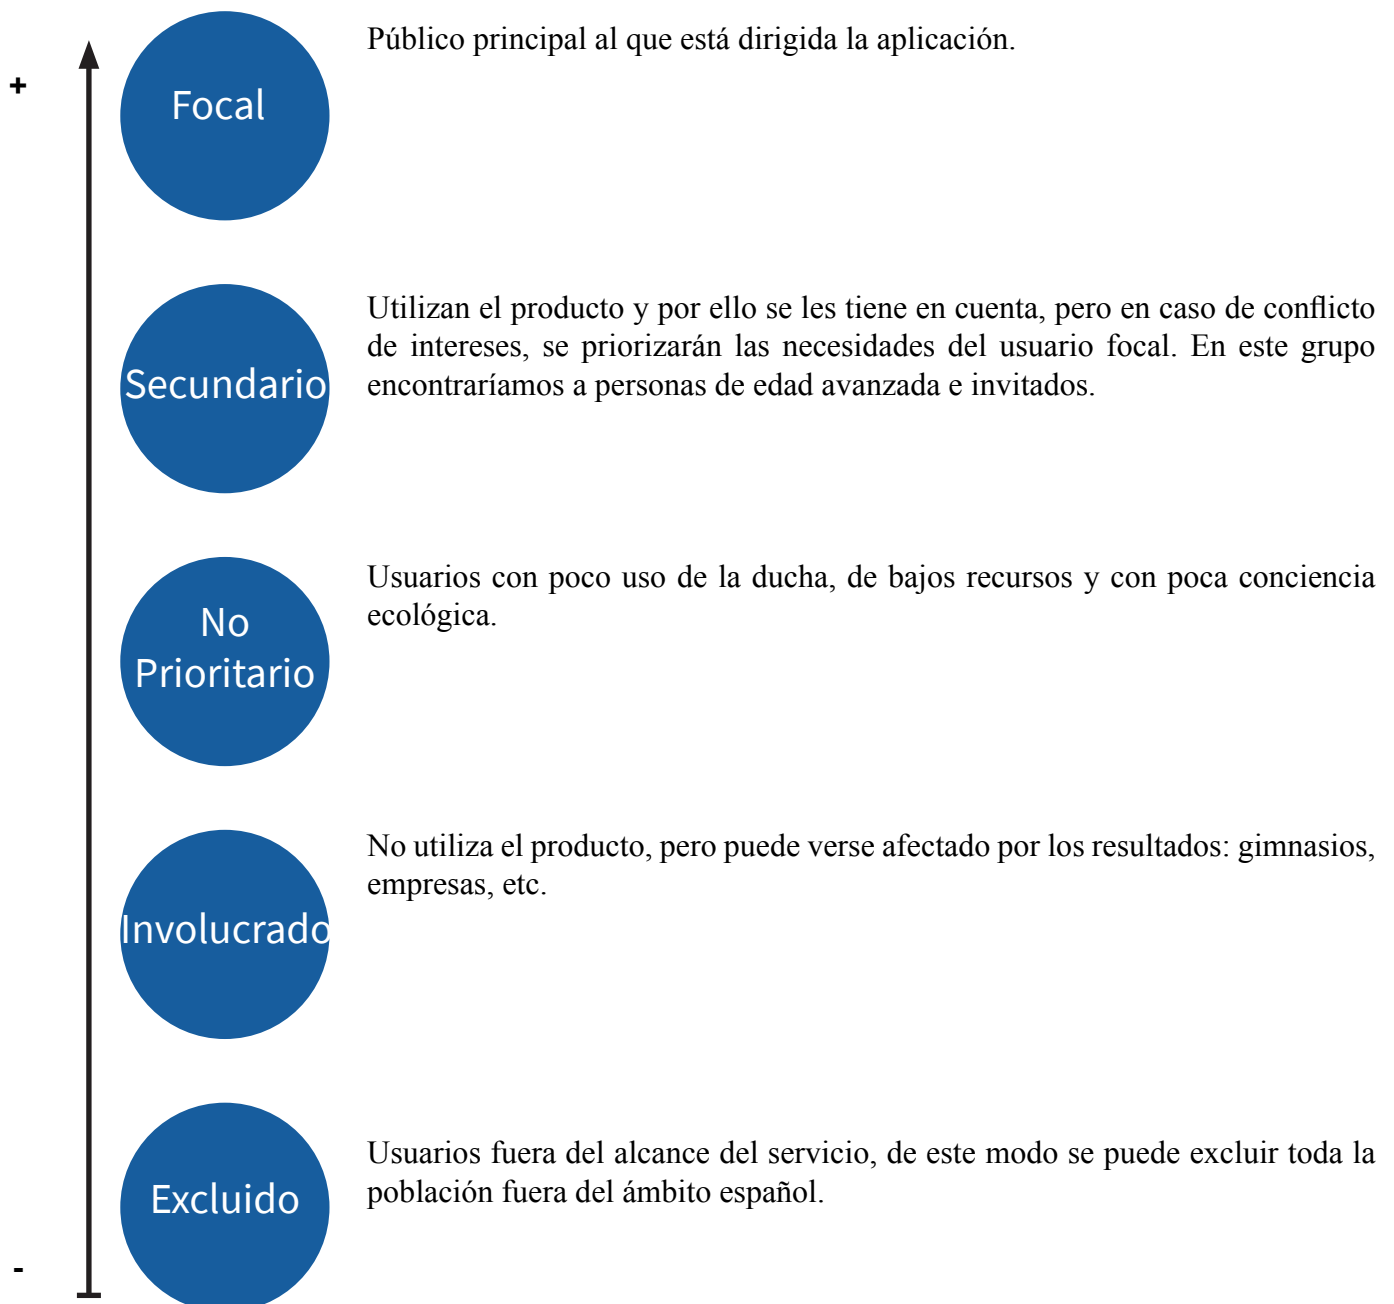 +
Focal
Público principal al que está dirigida la aplicación.
Secundario
Utilizan el producto y por ello se les tiene en cuenta, pero en caso de conflicto
de intereses, se priorizarán las necesidades del usuario focal. En este grupo
encontraríamos a personas de edad avanzada e invitados.
No
Prioritario
Usuarios con poco uso de la ducha, de bajos recursos y con poca conciencia
ecológica.
Involucrado
No utiliza el producto, pero puede verse afectado por los resultados: gimnasios,
empresas, etc.
Excluido
Usuarios fuera del alcance del servicio, de este modo se puede excluir toda la
población fuera del ámbito español.
-